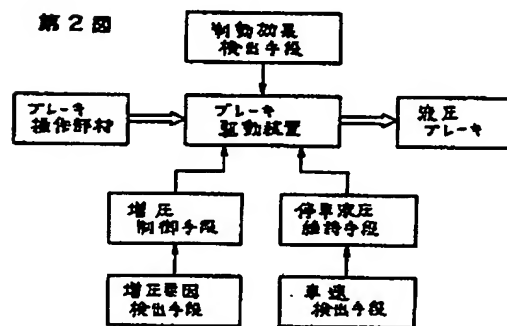 第2図
制動効果
検出手段
ブレーキ
操作部材
ブレーキ
駆動装置
液圧
ブレーキ
増圧
制御手段
停車液圧
維持手段
増圧要因
検出手段
車速
検出手段